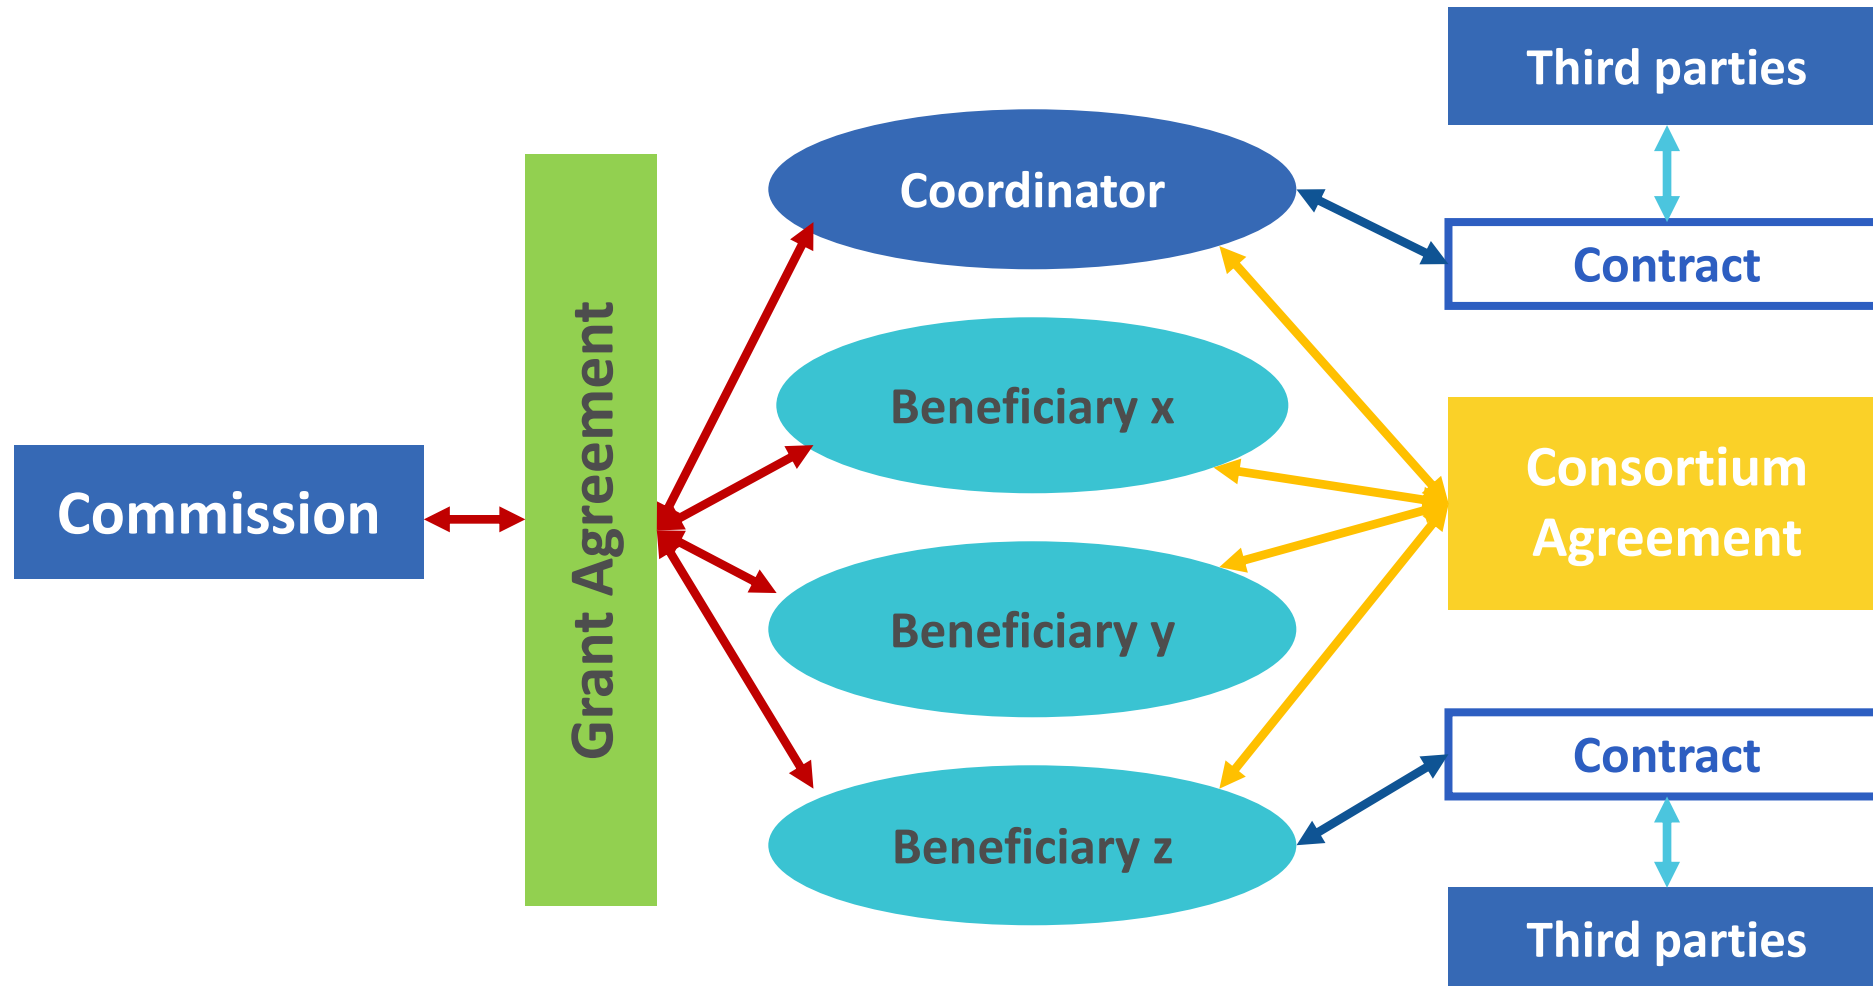 Third parties
Coordinator
Contract
Beneficiary x
Grant Agreement
Commission
Consortium
Agreement
Beneficiary y
Contract
Beneficiary z
Third parties